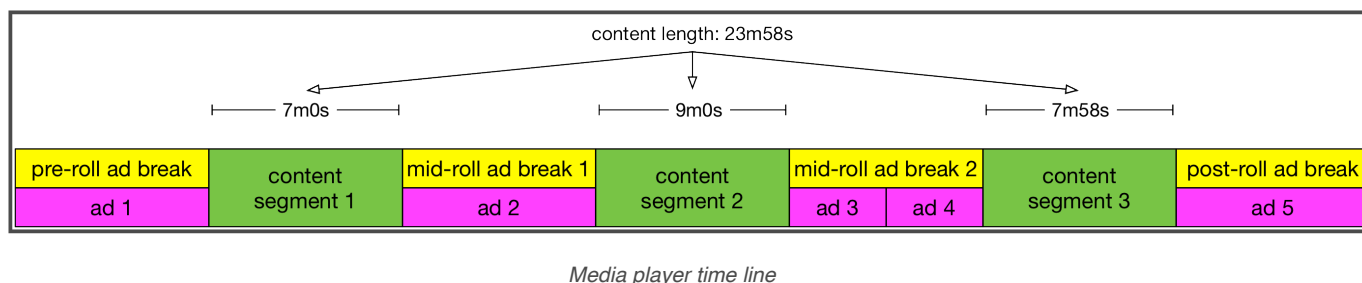 content length: 23m58s
7m0s
9m0s
7m58s
pre-roll ad break
content
segment 1
mid-roll ad break 1
content
segment 2
mid-roll ad break 2
content
segment 3
post-roll ad break
ad 1
ad 2
ad 3
ad 4
ad 5
Media player time line